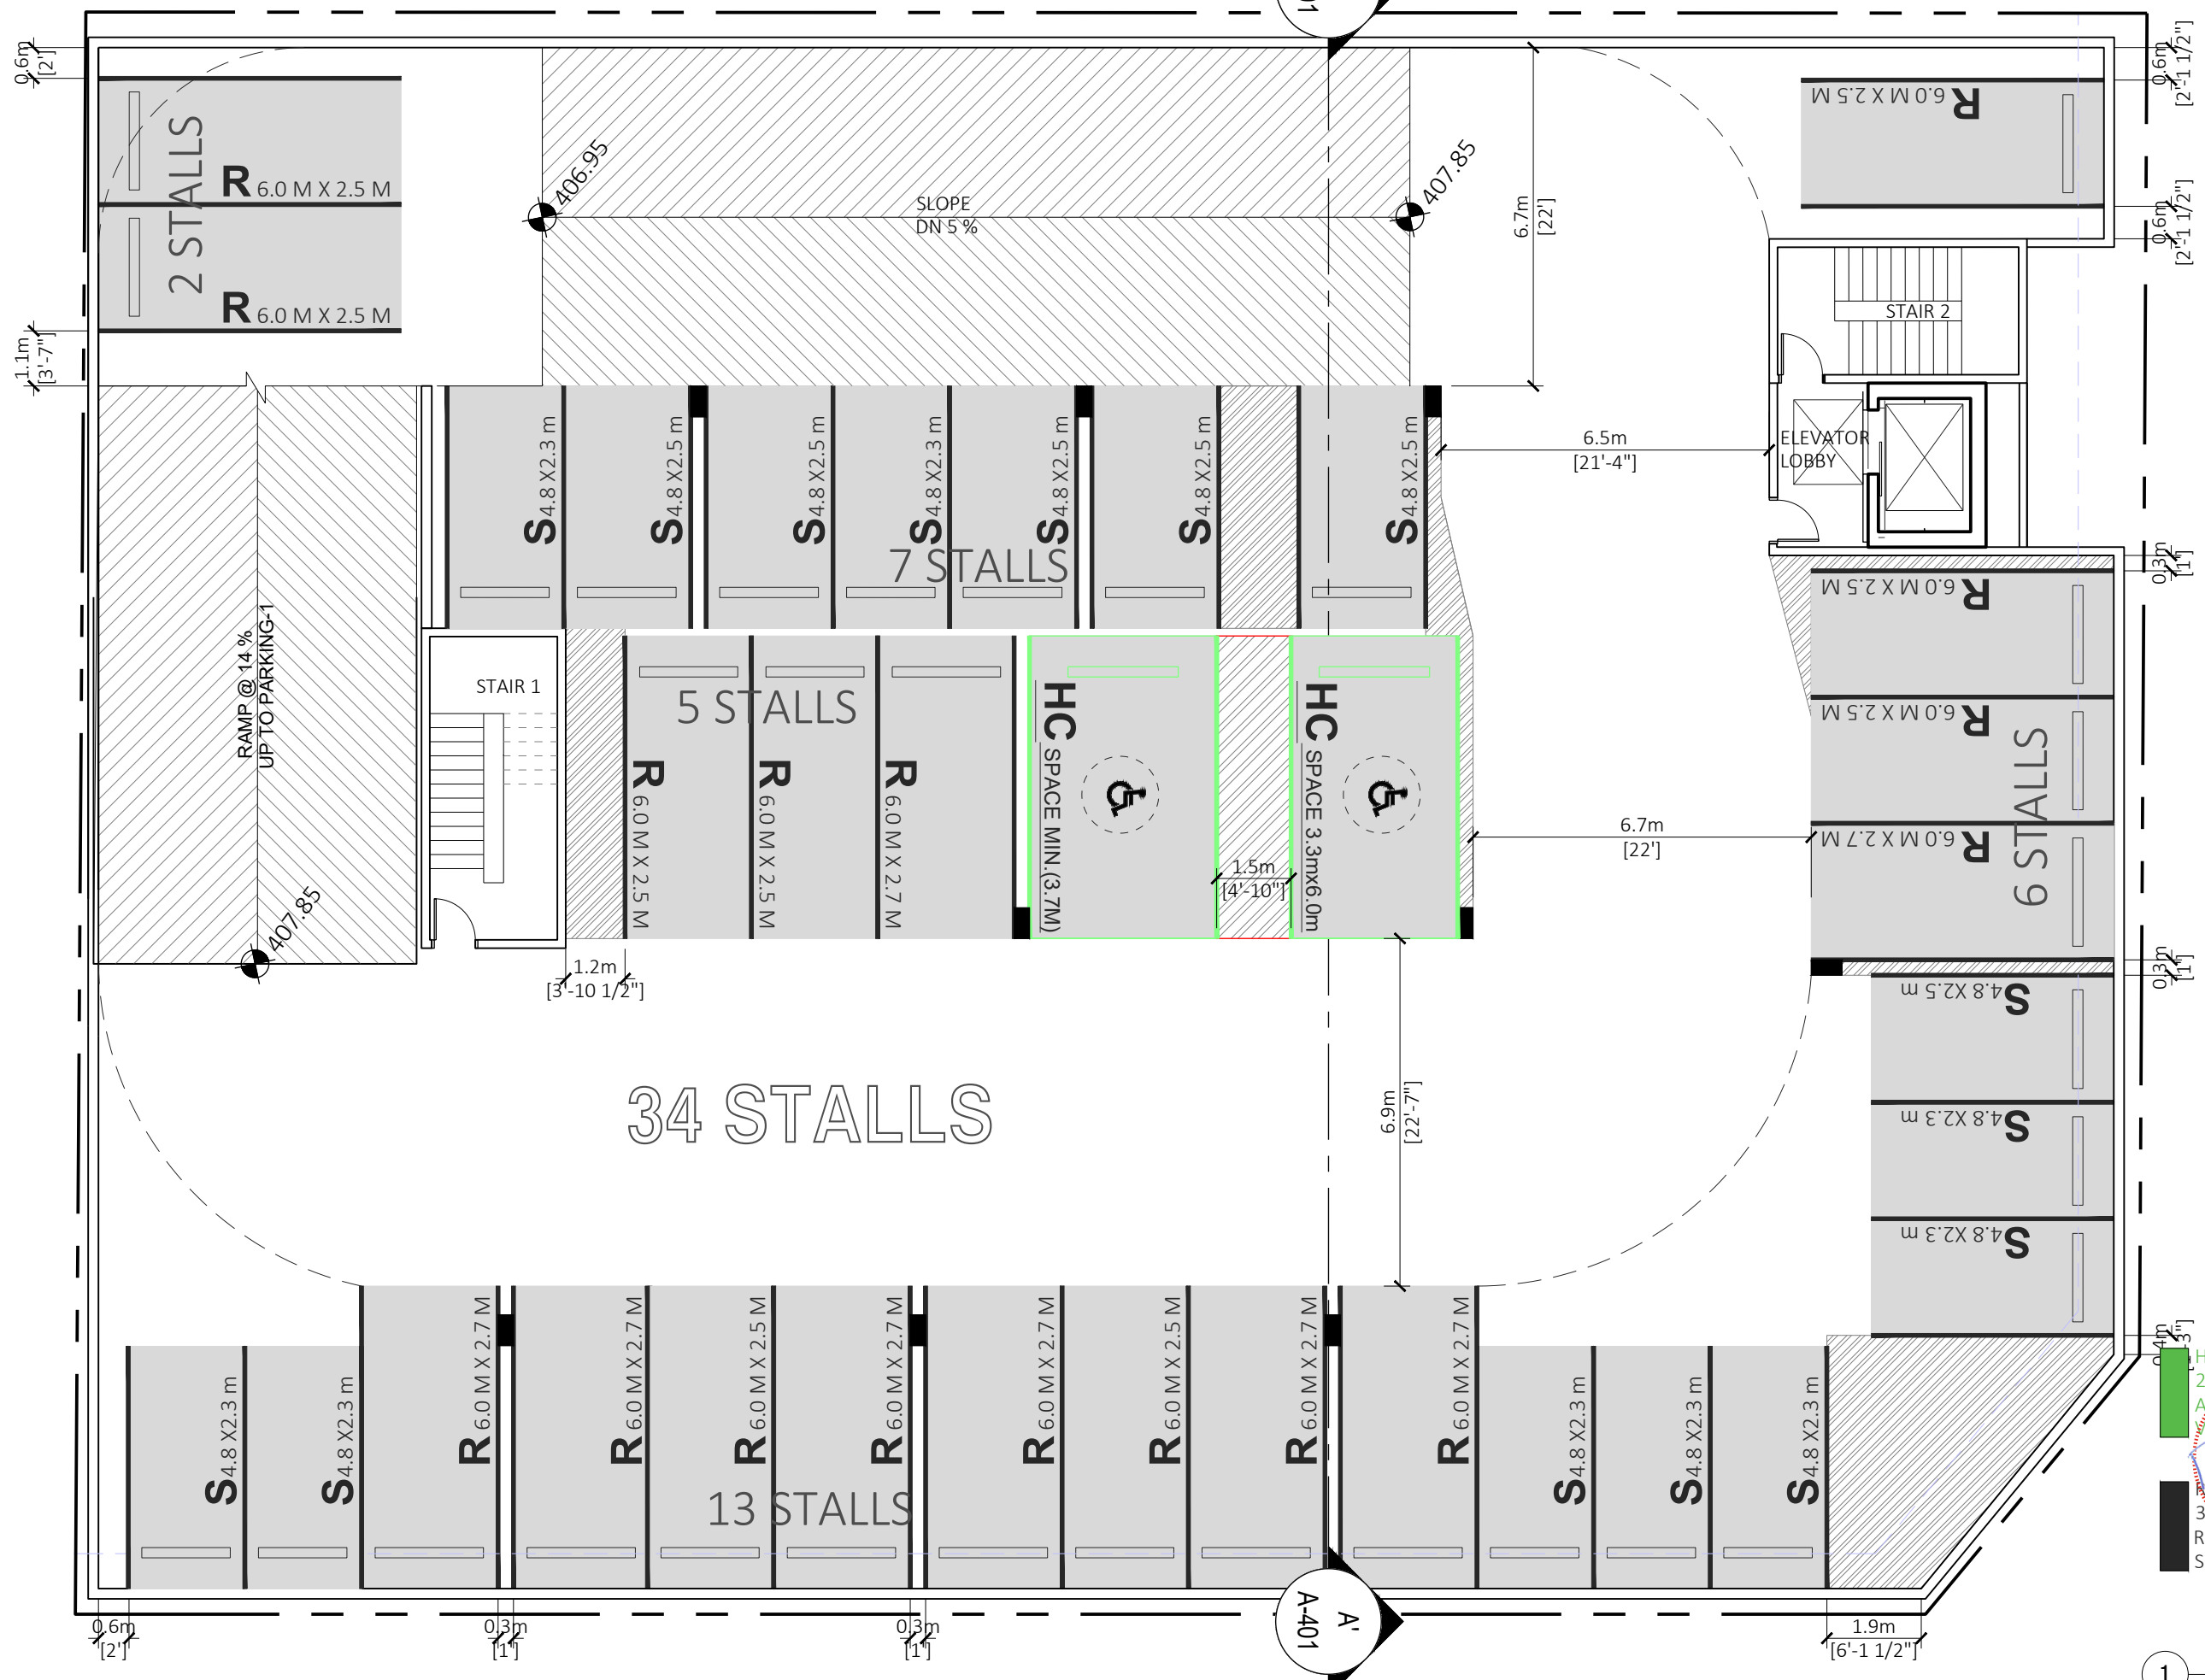 01
0.6m
[2']
2 STALLS
R 6.0 M X 2.5 M
R 6.0 M X 2.5 M
1.1m
[3'-7"]
406.95
SLOPE
DN 5 %
407.85
6.7m
[22']
R 6.0 M X 2.5 M
0.6m
[2'-1 1/2"]
0.6m
[2'-1 1/2"]
STAIR 2
ELEVATOR
LOBBY
6.5m
[21'-4"]
S 4.8 X2.3 m
S 4.8 X2.5 m
S 4.8 X2.5 m
S 4.8 X2.3 m
S 4.8 X2.5 m
S 4.8 X2.5 m
S 4.8 X2.5 m
7 STALLS
RAMP @ 14 %
UP TO PARKING-1
407.85
STAIR 1
5 STALLS
R 6.0 M X 2.5 M
R 6.0 M X 2.5 M
R 6.0 M X 2.7 M
HC SPACE MIN.(3.7M)
HC SPACE 3.3mx6.0m
1.5m
[4'-10"]
1.2m
[3'-10 1/2"]
6.7m
[22']
0.3m
[1']
R 6.0 M X 2.5 M
R 6.0 M X 2.5 M
R 6.0 M X 2.7 M
6 STALLS
0.3m
[1']
S 4.8 X2.5 m
S 4.8 X2.3 m
S 4.8 X2.3 m
34 STALLS
6.9m
[22'-7"]
0.4m
S 4.8 X2.3 m
S 4.8 X2.3 m
R 6.0 M X 2.7 M
R 6.0 M X 2.7 M
R 6.0 M X 2.5 M
R 6.0 M X 2.7 M
R 6.0 M X 2.7 M
R 6.0 M X 2.5 M
R 6.0 M X 2.7 M
R 6.0 M X 2.7 M
S 4.8 X2.3 m
S 4.8 X2.3 m
S 4.8 X2.3 m
13 STALLS
0.6m
[2']
0.3m
[1']
0.3m
[1']
A'
A-401
1.9m
[6'-1 1/2"]
1